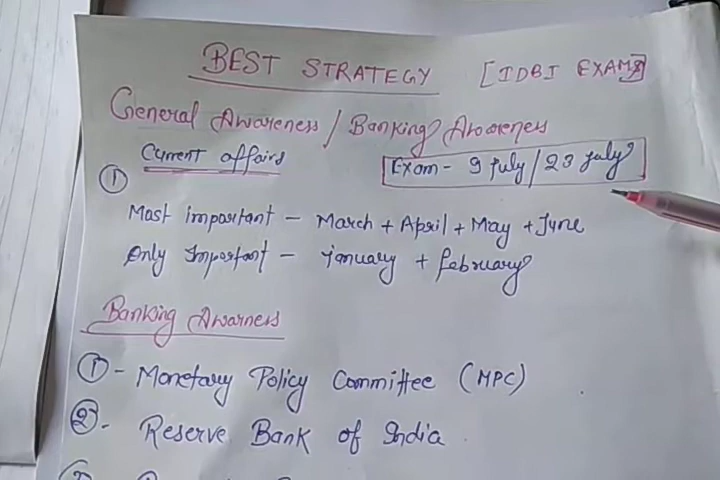 BEST STRATEGY [IDBI EXAMS]
General Awareness / Banking Awareness
Current affairs
Exam - 9 July / 23 July
①
Most important - March + April + May + June
Only Important - january + february
Banking Awarness
① - Monetary Policy Committee (MPC)
②. Reserve Bank of India